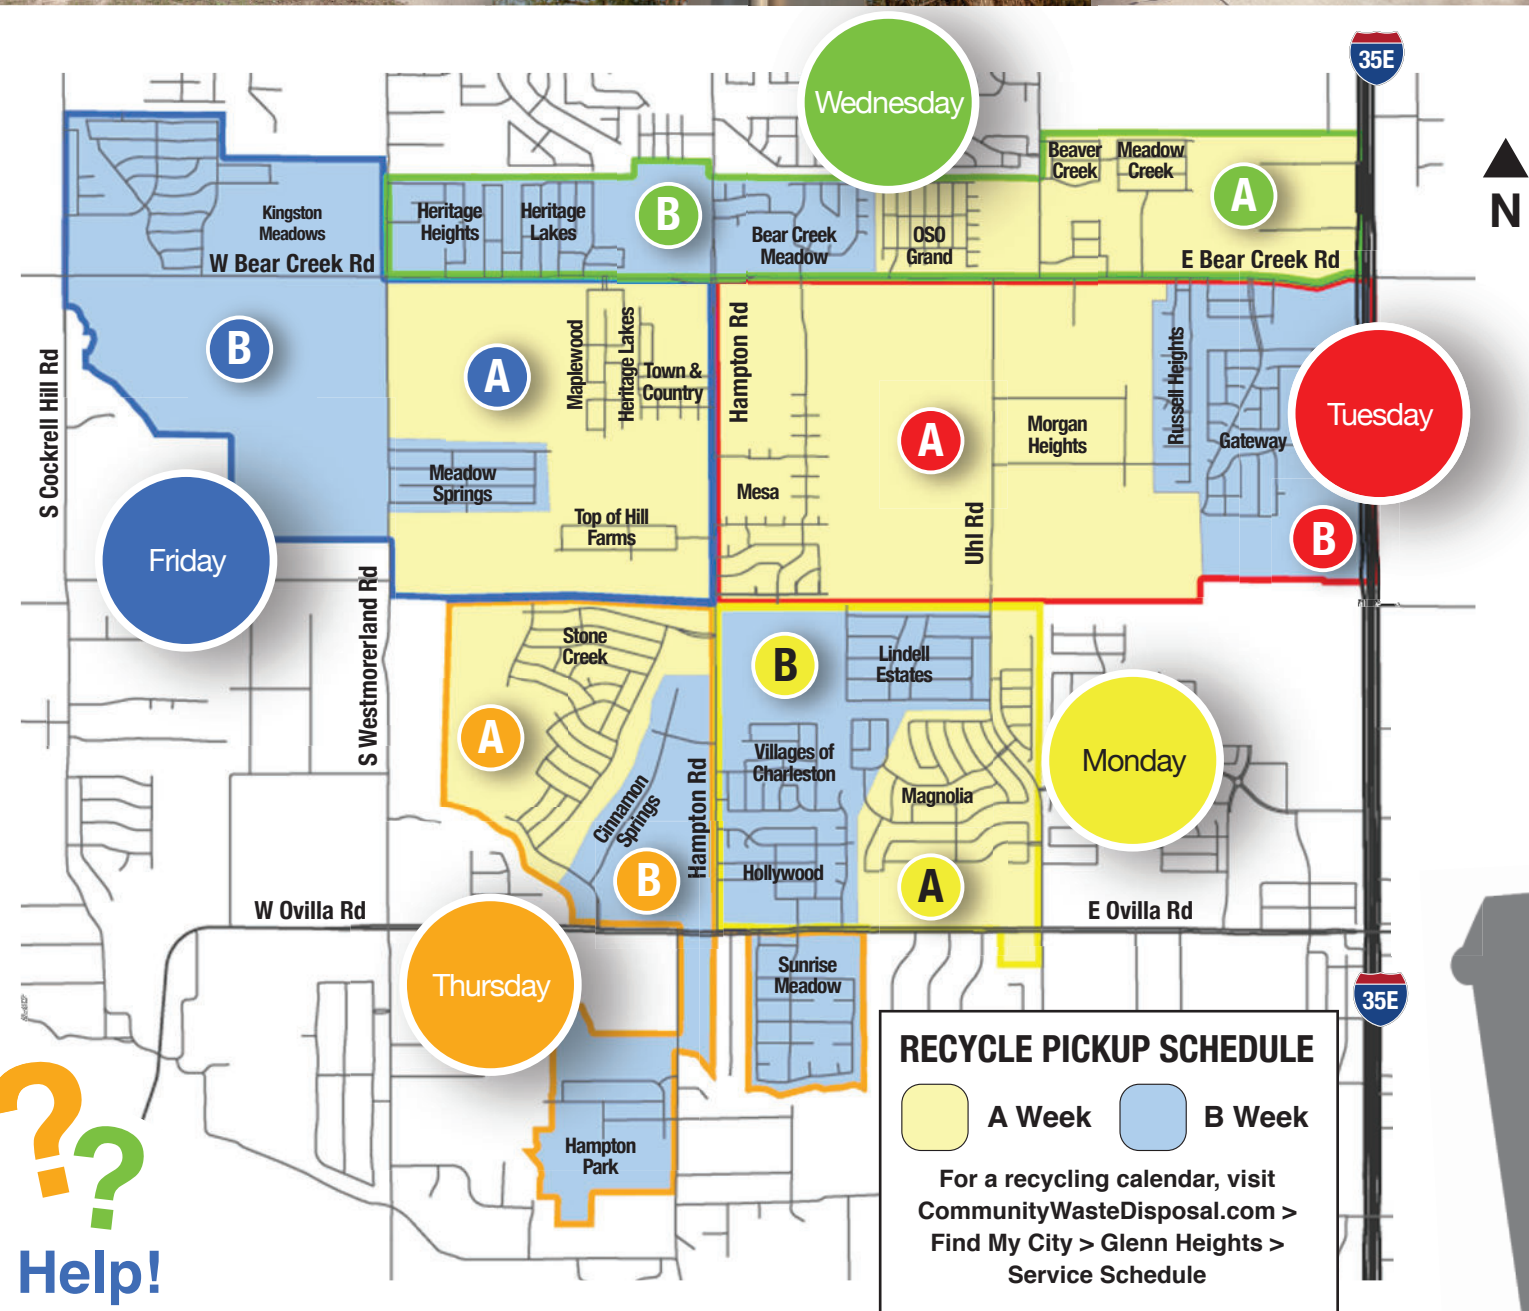 Wednesday
35E
N
Beaver
Creek
Meadow
Creek
A
B
Heritage
Heights
Heritage
Lakes
Bear Creek
Meadow
OSO
Grand
E Bear Creek Rd
Kingston
Meadows
W Bear Creek Rd
B
A
Maplewood
Heritage Lakes
Town &
Country
Hampton Rd
A
Morgan
Heights
Russell Heights
Gateway
Tuesday
S Cockrell Hill Rd
Meadow
Springs
Mesa
Top of Hill
Farms
Uhl Rd
B
Friday
S Westmorerland Rd
Stone
Creek
B
Lindell
Estates
A
Villages of
Charleston
Monday
Magnolia
Cinnamon
Springs
Hampton Rd
B
Hollywood
A
W Ovilla Rd
E Ovilla Rd
Thursday
Sunrise
Meadow
35E
Hampton
Park
RECYCLE PICKUP SCHEDULE
A Week
B Week
For a recycling calendar, visit
CommunityWasteDisposal.com >
Find My City > Glenn Heights >
Service Schedule
??
Help!